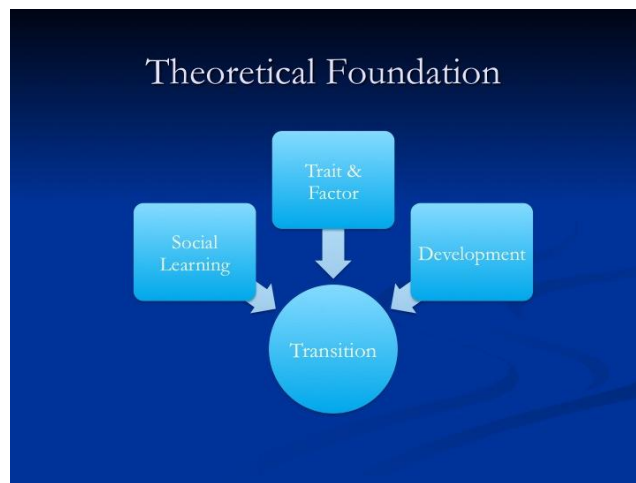 Theoretical Foundation
Trait &
Factor
Social
Learning
Development
Transition